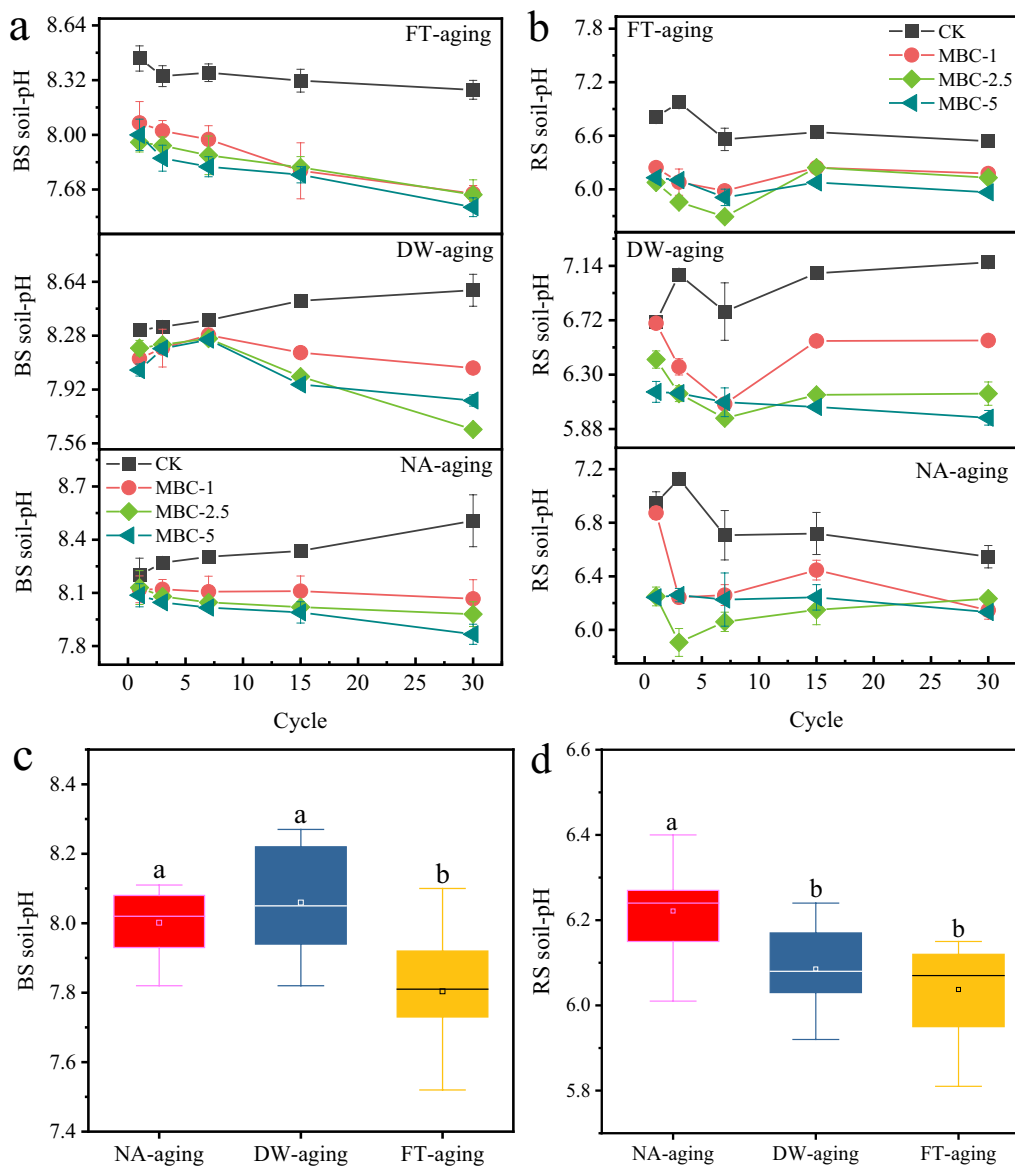 a
FT-aging
8.64
8.32
8.00
7.68
BS soil-pH
DW-aging
8.64
8.28
7.92
7.56
BS soil-pH
NA-aging
CK
MBC-1
MBC-2.5
MBC-5
8.7
8.4
8.1
7.8
BS soil-pH
0 5 10 15 20 25 30
Cycle
b
FT-aging
CK
MBC-1
MBC-2.5
MBC-5
7.8
7.2
6.6
6.0
RS soil-pH
DW-aging
7.14
6.72
6.30
5.88
RS soil-pH
NA-aging
7.2
6.8
6.4
6.0
RS soil-pH
0 5 10 15 20 25 30
Cycle
c
8.4
8.2
8.0
7.8
7.6
7.4
BS soil-pH
a
a
b
NA-aging DW-aging FT-aging
d
6.6
6.4
6.2
6.0
5.8
RS soil-pH
a
b
b
NA-aging DW-aging FT-aging